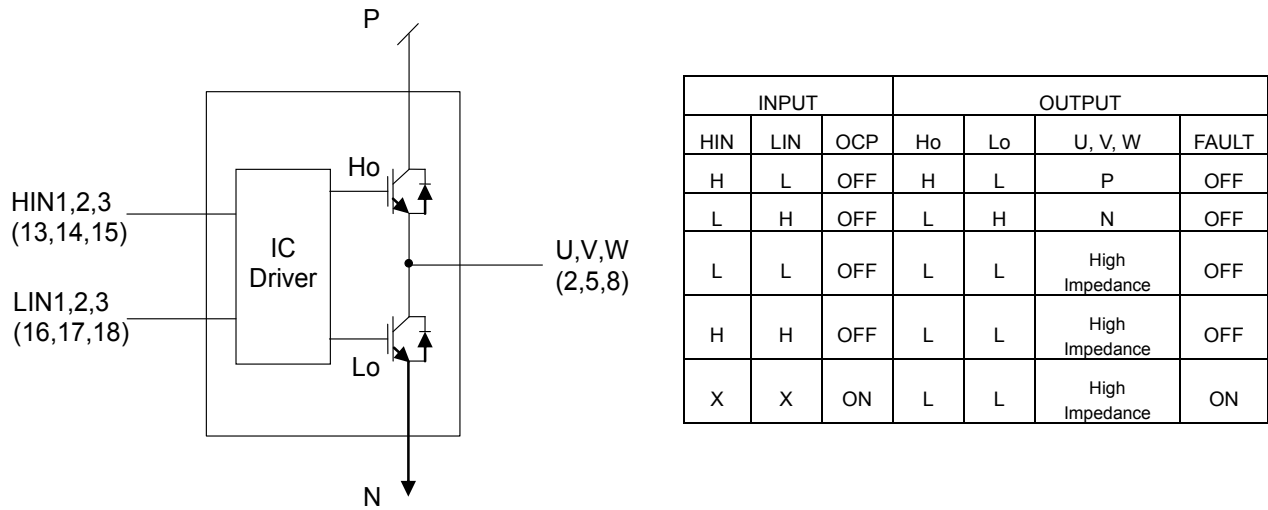 P
Ho
HIN1,2,3
(13,14,15)
IC
Driver
U,V,W
(2,5,8)
LIN1,2,3
(16,17,18)
Lo
N
INPUT OUTPUT
HIN LIN OCP Ho Lo U, V, W FAULT
H L OFF H L P OFF
L H OFF L H N OFF
L L OFF L L High
Impedance OFF
H H OFF L L High
Impedance OFF
X X ON L L High
Impedance ON